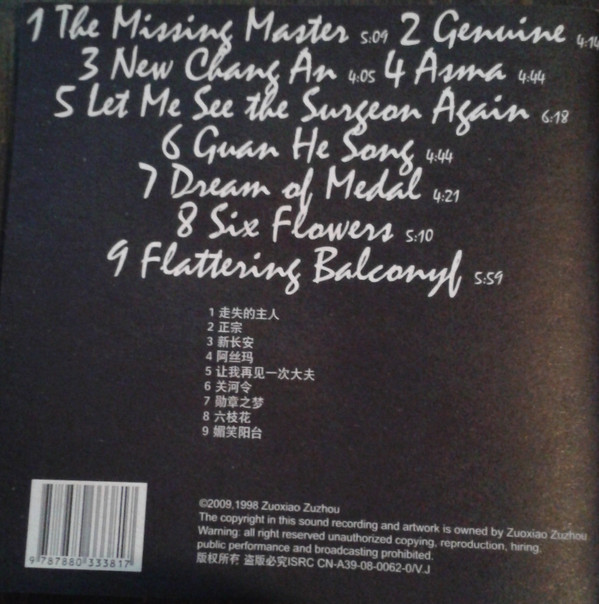 1 The Missing Master 5:09 2 Genuine 4:14
3 New Chang An 4:05 4 Asma 4:44
5 Let Me See the Surgeon Again 6:18
6 Guan He Song 4:44
7 Dream of Medal 4:21
8 Six Flowers 5:10
9 Flattering Balconyf 5:59
1 走失的主人
2 正宗
3 新长安
4 阿丝玛
5 让我再见一次大夫
6 关河令
7 勋章之梦
8 六枝花
9 媚笑阳台
©2009,1998 Zuoxiao Zuzhou
The copyright in this sound recording and artwork is owned by Zuoxiao Zuzhou
Warning: all right reserved unauthorized copying, reproduction, hiring,
public performance and broadcasting prohibited.
版权所有 盗版必究ISRC CN-A39-08-0062-0/V.J
9 787880 333817